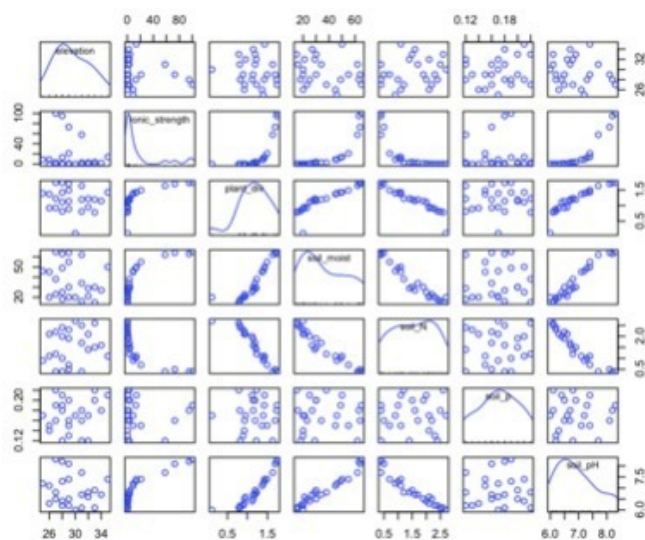 0 40 100
20 40 60
0.12 0.18
elevation
26 28 32
ionic_strength
0 40 100
plant_div
0.5 1.5
soil_moist
20 50
soil_N
0.5 2.0
soil_p
0.12 0.20
soil_pH
6.0 7.5
26 28 30 34
0.5 1.5
0.5 1.5 2.5
6.0 7.0 8.0